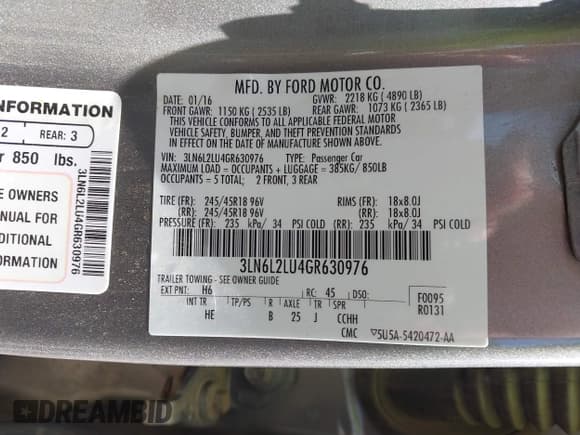 NFORMATION
2 REAR: 3
r 850 lbs.
E OWNERS
NUAL FOR
DITIONAL
RMATION
3LN6L2LU4GR630976
MFD. BY FORD MOTOR CO.
DATE: 01/16 GVWR: 2218 KG ( 4890 LB)
FRONT GAWR: 1150 KG ( 2535 LB) REAR GAWR: 1073 KG ( 2365 LB)
THIS VEHICLE CONFORMS TO ALL APPLICABLE FEDERAL MOTOR
VEHICLE SAFETY, BUMPER, AND THEFT PREVENTION STANDARDS
IN EFFECT ON THE DATE OF MANUFACTURE SHOWN ABOVE.
VIN: 3LN6L2LU4GR630976 TYPE: Passenger Car
MAXIMUM LOAD = OCCUPANTS + LUGGAGE = 385KG/ 850LB
OCCUPANTS = 5 TOTAL; 2 FRONT, 3 REAR
TIRE (FR): 245/45R18 96V RIMS (FR): 18x8.0J
(RR): 245/45R18 96V (RR): 18x8.0J
PRESSURE (FR): 235 kPa/ 34 PSI COLD (RR): 235 kPa/ 34 PSI COLD
3LN6L2LU4GR630976
TRAILER TOWING - SEE OWNER GUIDE
EXT PNT: H6 RC: 45 DSO: F0095
INT TR TP/PS R AXLE TR SPR R0131
HE B 25 J CCHH
CMC ▽5U5A-5420472-AA
DREAMBID